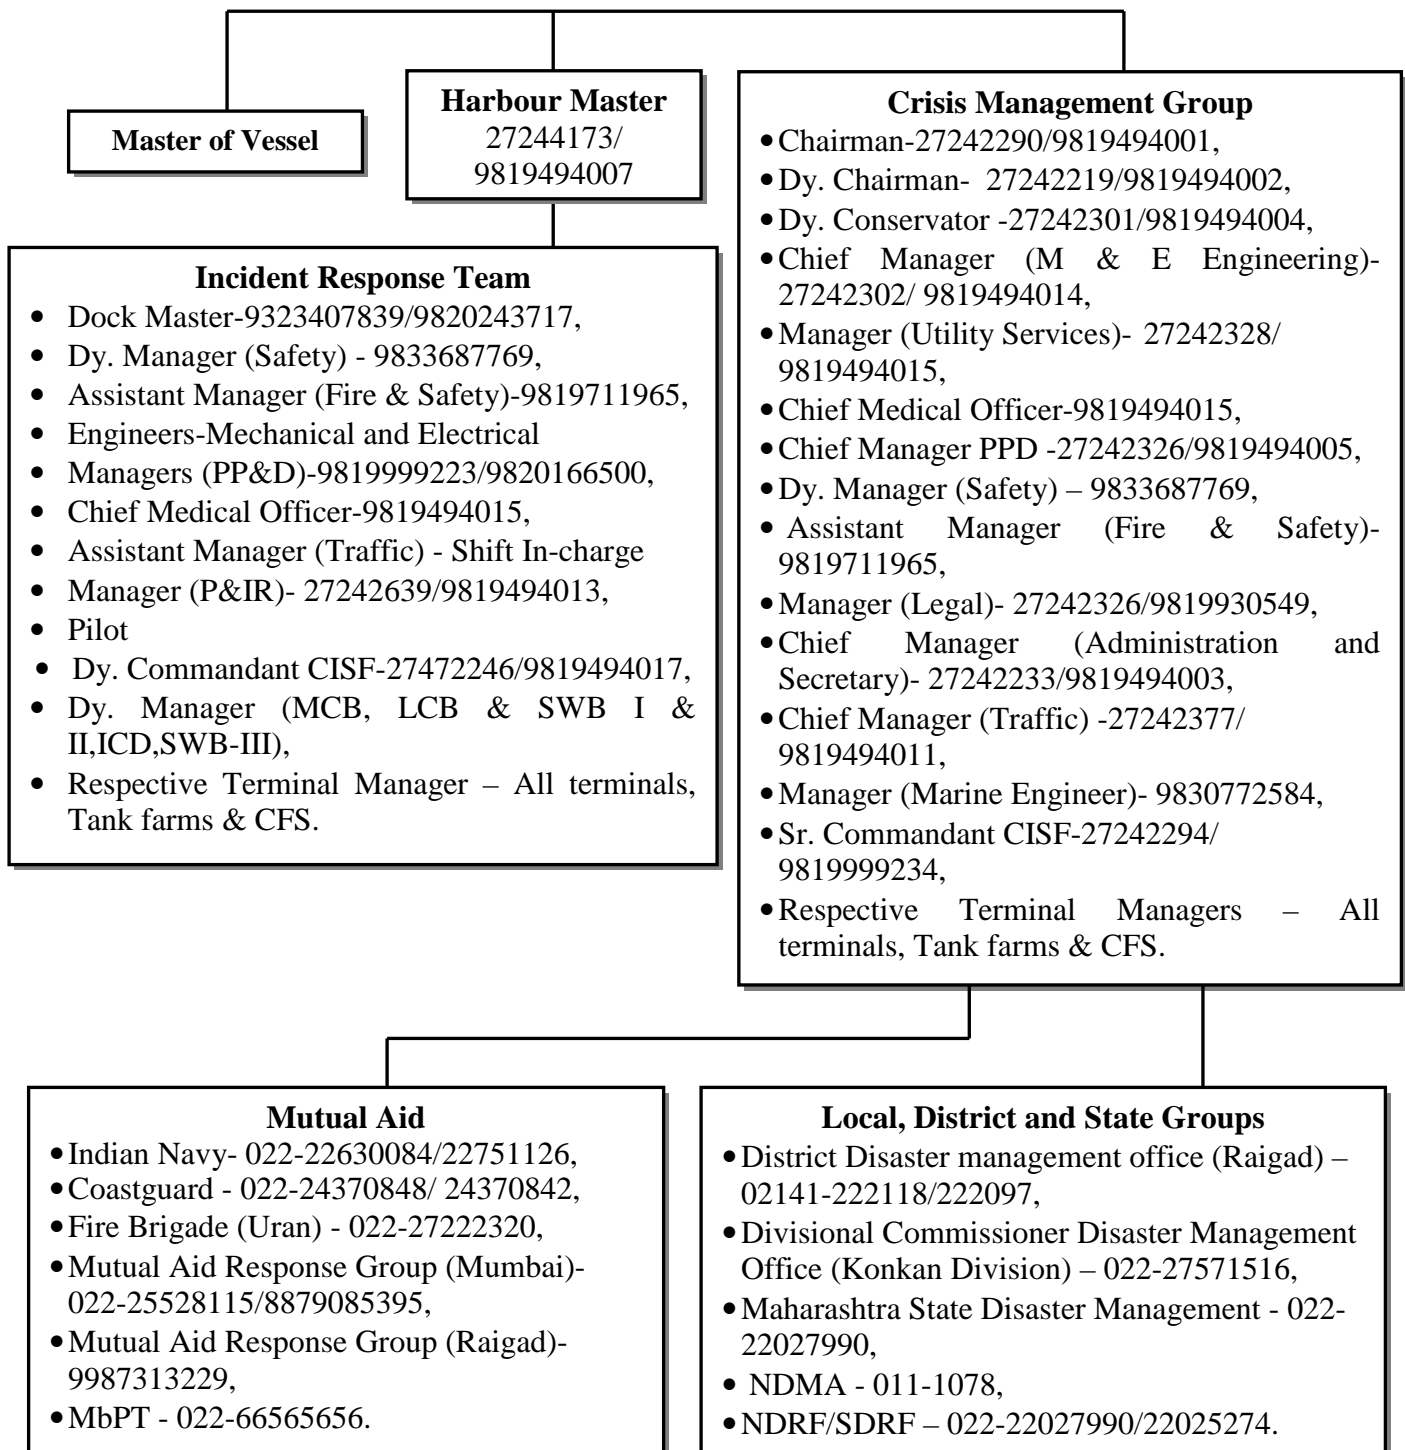 Master of Vessel
Harbour Master
27244173/
9819494007
Incident Response Team
• Dock Master-9323407839/9820243717,
• Dy. Manager (Safety) - 9833687769,
• Assistant Manager (Fire & Safety)-9819711965,
• Engineers-Mechanical and Electrical
• Managers (PP&D)-9819999223/9820166500,
• Chief Medical Officer-9819494015,
• Assistant Manager (Traffic) - Shift In-charge
• Manager (P&IR)- 27242639/9819494013,
• Pilot
• Dy. Commandant CISF-27472246/9819494017,
• Dy. Manager (MCB, LCB & SWB I &
II,ICD,SWB-III),
• Respective Terminal Manager – All terminals,
Tank farms & CFS.
Crisis Management Group
• Chairman-27242290/9819494001,
• Dy. Chairman- 27242219/9819494002,
• Dy. Conservator -27242301/9819494004,
• Chief Manager (M & E Engineering)-
27242302/ 9819494014,
• Manager (Utility Services)- 27242328/
9819494015,
• Chief Medical Officer-9819494015,
• Chief Manager PPD -27242326/9819494005,
• Dy. Manager (Safety) – 9833687769,
• Assistant Manager (Fire & Safety)-
9819711965,
• Manager (Legal)- 27242326/9819930549,
• Chief Manager (Administration and
Secretary)- 27242233/9819494003,
• Chief Manager (Traffic) -27242377/
9819494011,
• Manager (Marine Engineer)- 9830772584,
• Sr. Commandant CISF-27242294/
9819999234,
• Respective Terminal Managers – All
terminals, Tank farms & CFS.
Mutual Aid
• Indian Navy- 022-22630084/22751126,
• Coastguard - 022-24370848/ 24370842,
• Fire Brigade (Uran) - 022-27222320,
• Mutual Aid Response Group (Mumbai)-
022-25528115/8879085395,
• Mutual Aid Response Group (Raigad)-
9987313229,
• MbPT - 022-66565656.
Local, District and State Groups
• District Disaster management office (Raigad) –
02141-222118/222097,
• Divisional Commissioner Disaster Management
Office (Konkan Division) – 022-27571516,
• Maharashtra State Disaster Management - 022-
22027990,
• NDMA - 011-1078,
• NDRF/SDRF – 022-22027990/22025274.